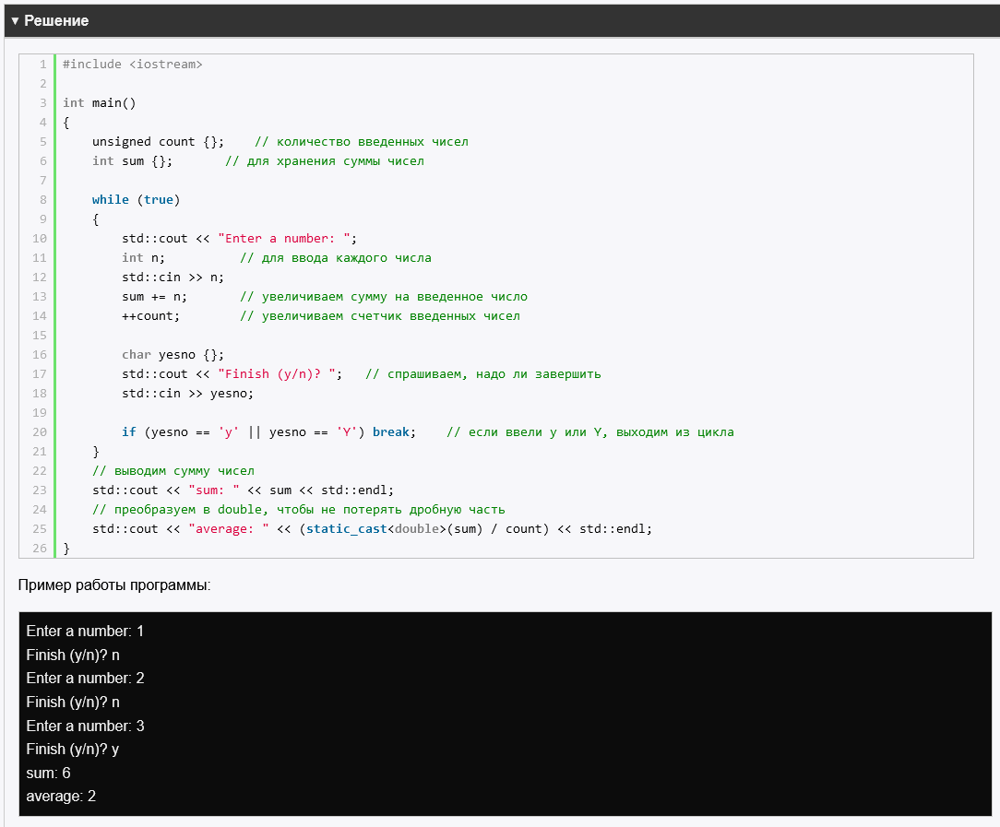 ▼ Решение
1 #include <iostream>
2
3 int main()
4 {
5     unsigned count {};    // количество введенных чисел
6     int sum {};       // для хранения суммы чисел
7
8     while (true)
9     {
10         std::cout << "Enter a number: ";
11         int n;          // для ввода каждого числа
12         std::cin >> n;
13         sum += n;       // увеличиваем сумму на введенное число
14         ++count;        // увеличиваем счетчик введенных чисел
15
16         char yesno {};
17         std::cout << "Finish (y/n)? ";   // спрашиваем, надо ли завершить
18         std::cin >> yesno;
19
20         if (yesno == 'y' || yesno == 'Y') break;    // если ввели y или Y, выходим из цикла
21     }
22     // выводим сумму чисел
23     std::cout << "sum: " << sum << std::endl;
24     // преобразуем в double, чтобы не потерять дробную часть
25     std::cout << "average: " << (static_cast<double>(sum) / count) << std::endl;
26 }
Пример работы программы:
Enter a number: 1
Finish (y/n)? n
Enter a number: 2
Finish (y/n)? n
Enter a number: 3
Finish (y/n)? y
sum: 6
average: 2